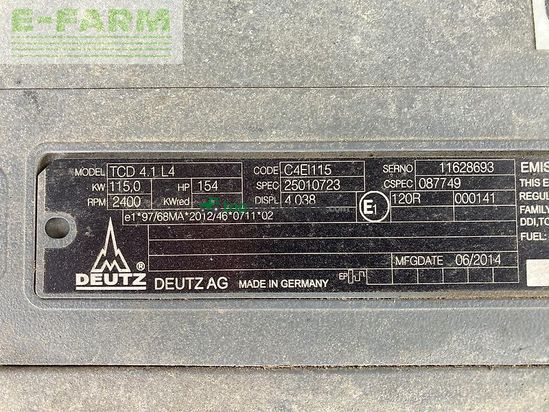 E-FARM
MODEL TCD 4.1 L4 CODE C4EI115 SERNO 11628693
KW 115,0 HP 154 SPEC 25010723 CSPEC 087749
RPM 2400 KWred DISPL 4.038 E1 120R 000141
e1*97/68MA*2012/46*0711*02
MFGDATE 06/2014
DEUTZ ® DEUTZ AG MADE IN GERMANY EP
EMIS
THIS E
REGUL
FAMILY
DDI,TC
FUEL: